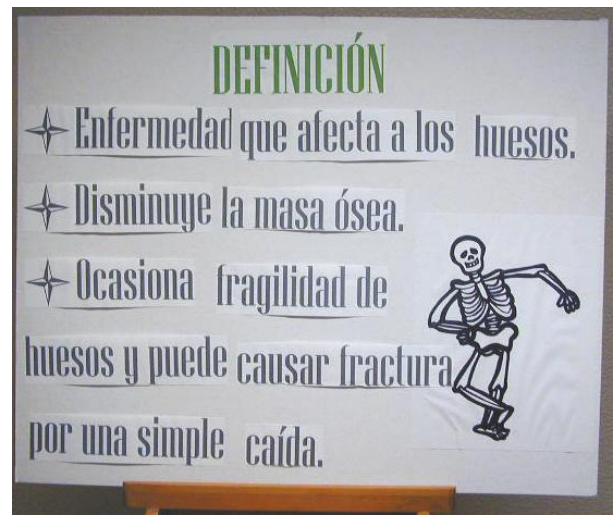 DEFINICIÓN
Enfermedad que afecta a los huesos.
Disminuye la masa ósea.
Ocasiona fragilidad de
huesos y puede causar fractura
por una simple caída.